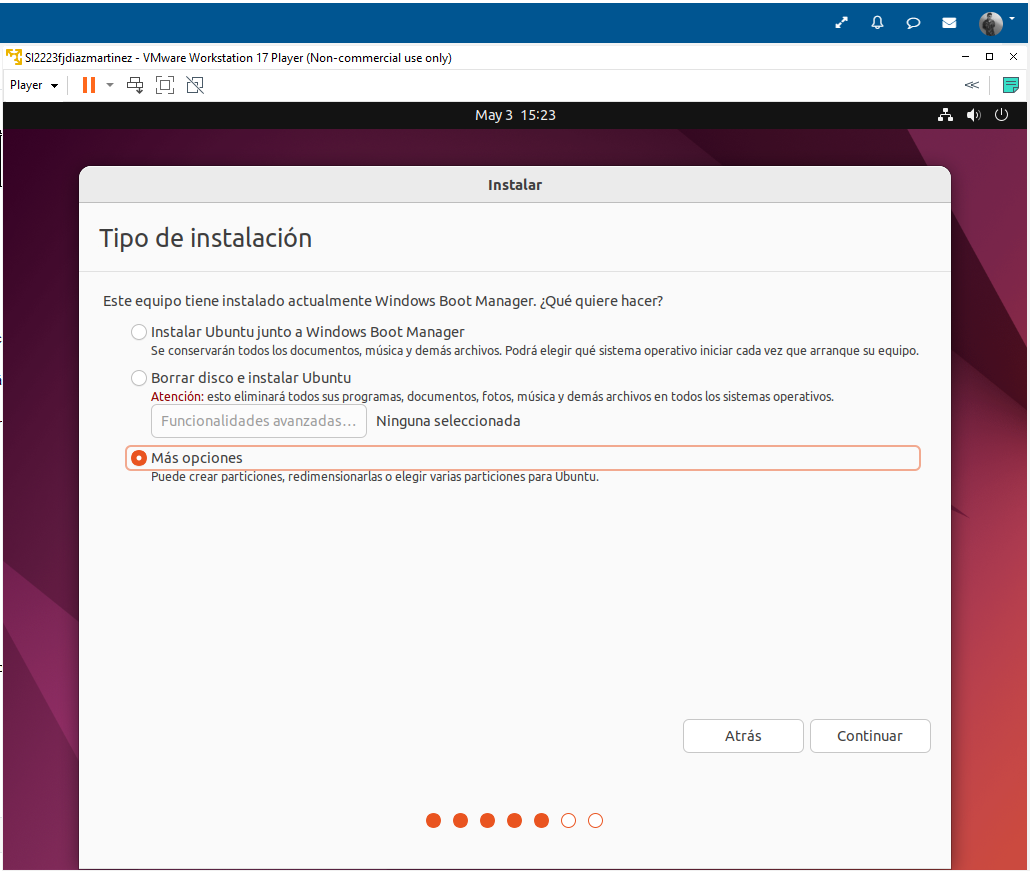 SI2223fjdiazmartinez - VMware Workstation 17 Player (Non-commercial use only)
Player
May 3 15:23
Instalar
Tipo de instalación
Este equipo tiene instalado actualmente Windows Boot Manager. ¿Qué quiere hacer?
Instalar Ubuntu junto a Windows Boot Manager
Se conservarán todos los documentos, música y demás archivos. Podrá elegir qué sistema operativo iniciar cada vez que arranque su equipo.
Borrar disco e instalar Ubuntu
Atención: esto eliminará todos sus programas, documentos, fotos, música y demás archivos en todos los sistemas operativos.
Funcionalidades avanzadas... Ninguna seleccionada
Más opciones
Puede crear particiones, redimensionarlas o elegir varias particiones para Ubuntu.
Atrás Continuar